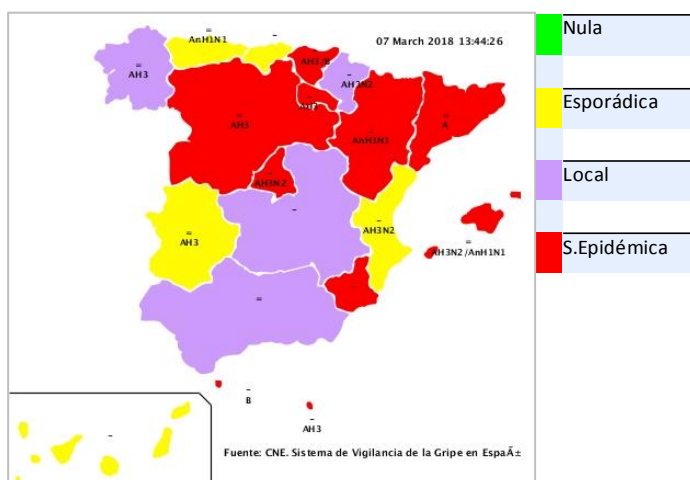 07 March 2018 13:44:26
=
AnH1N1
–
=
AH3
–
AH3N2
=
AH3
–
AnH1N1
=
A
–
AH3N2
–
=
AH3
–
AH3N2
=
AH3N2/AnH1N1
=
–
B
–
AH3
–
Fuente: CNE. Sistema de Vigilancia de la Gripe en EspaÃ±
Nula
Esporádica
Local
S.Epidémica